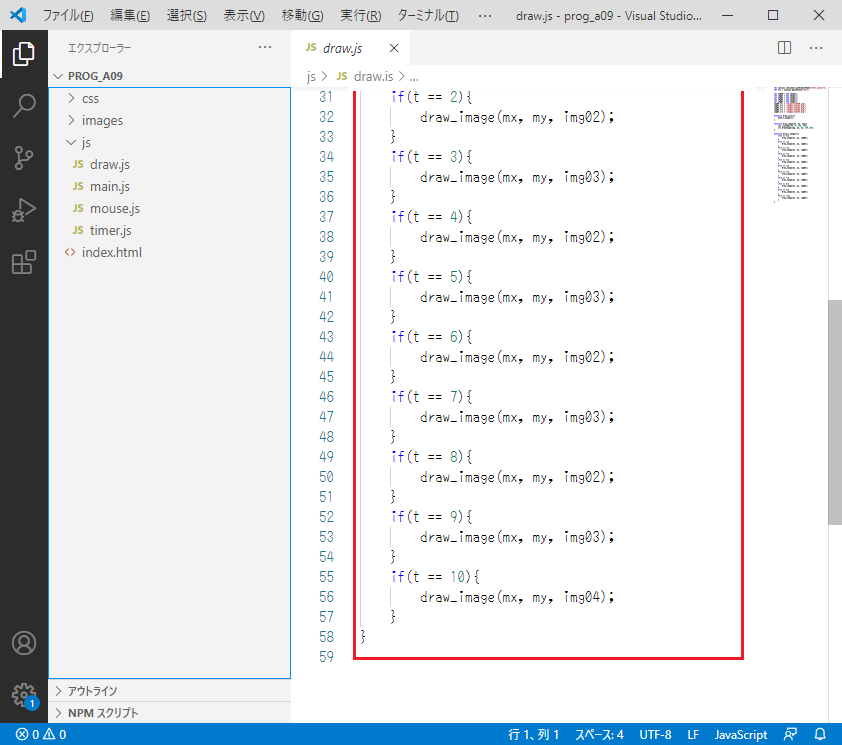 ファイル(F) 編集(E) 選択(S) 表示(V) 移動(G) 実行(R) ターミナル(T) ··· draw.js - prog_a09 - Visual Studio...
エクスプローラー ···
JS draw.js
···
PROG_A09
js > JS draw.js > ...
css
images
js
JS draw.js
JS main.js
JS mouse.js
JS timer.js
<> index.html
31 if(t == 2){
32 draw_image(mx, my, img02);
33 }
34 if(t == 3){
35 draw_image(mx, my, img03);
36 }
37 if(t == 4){
38 draw_image(mx, my, img02);
39 }
40 if(t == 5){
41 draw_image(mx, my, img03);
42 }
43 if(t == 6){
44 draw_image(mx, my, img02);
45 }
46 if(t == 7){
47 draw_image(mx, my, img03);
48 }
49 if(t == 8){
50 draw_image(mx, my, img02);
51 }
52 if(t == 9){
53 draw_image(mx, my, img03);
54 }
55 if(t == 10){
56 draw_image(mx, my, img04);
57 }
58 }
59
アウトライン
NPM スクリプト
1
0 0 行 1、列 1 スペース: 4 UTF-8 LF JavaScript